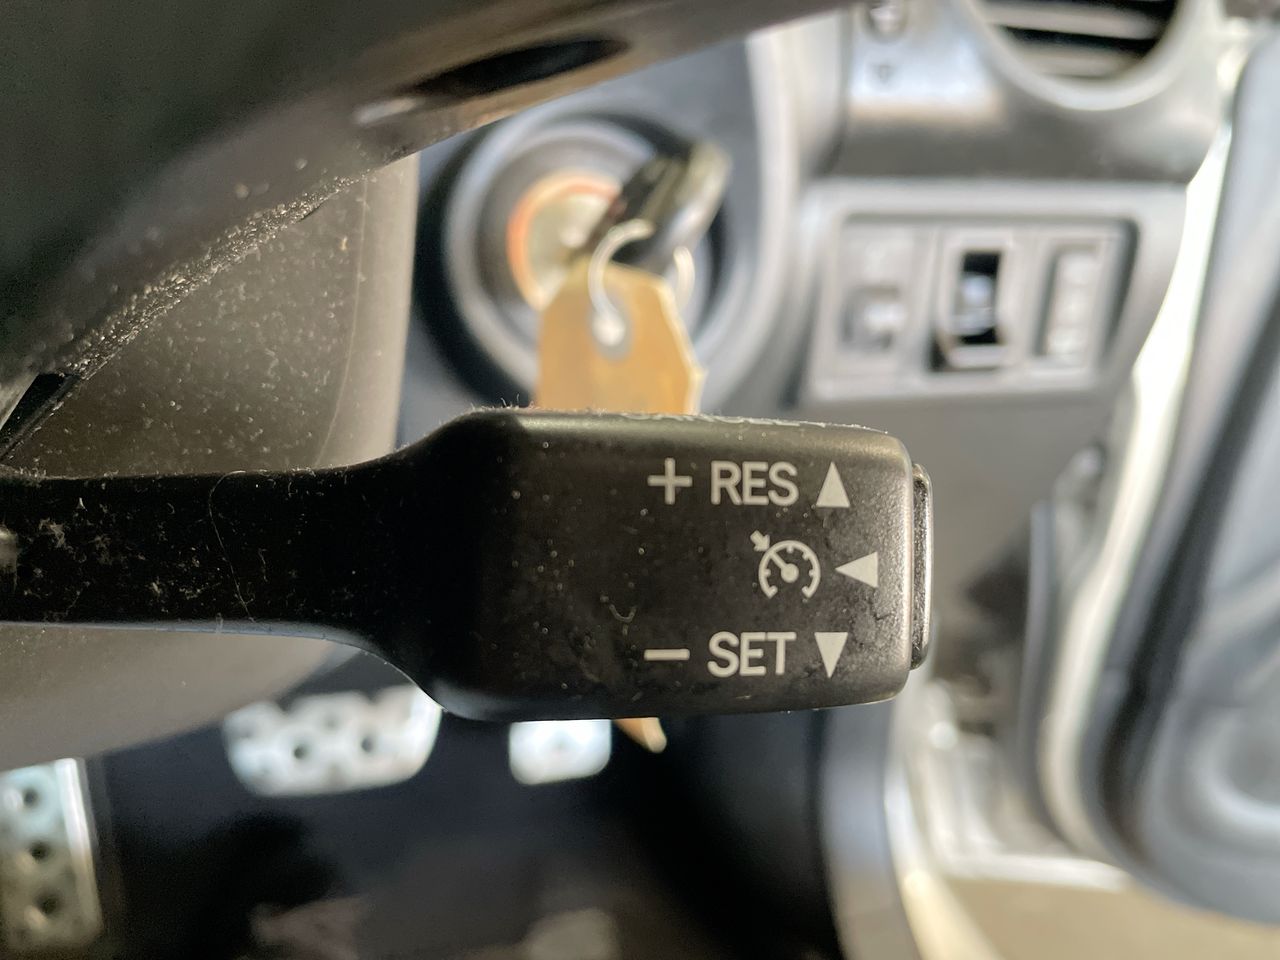 + RES ▲
◀
− SET ▼